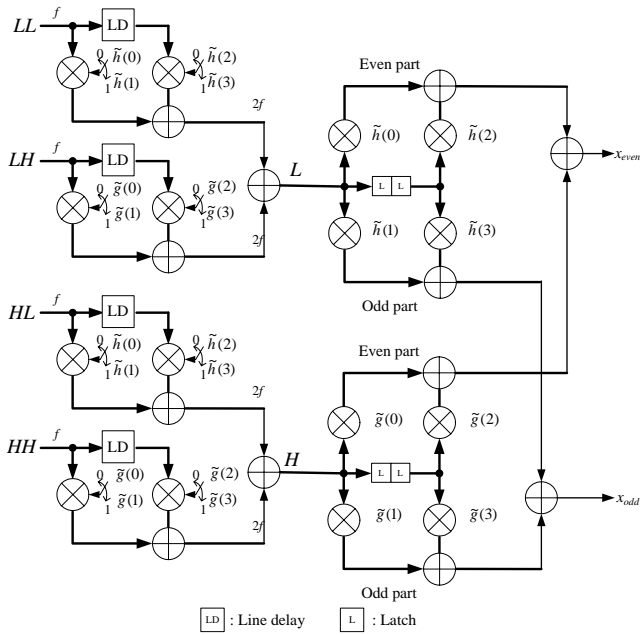 LL f LD
0 h̃(0) 0 h̃(2)
1 h̃(1) 1 h̃(3)
2f
LH f LD
0 g̃(0) 0 g̃(2)
1 g̃(1) 1 g̃(3)
2f
L
Even part
h̃(0) h̃(2)
L L
h̃(1) h̃(3)
Odd part
x_even
HL f LD
0 h̃(0) 0 h̃(2)
1 h̃(1) 1 h̃(3)
2f
HH f LD
0 g̃(0) 0 g̃(2)
1 g̃(1) 1 g̃(3)
2f
H
Even part
g̃(0) g̃(2)
L L
g̃(1) g̃(3)
Odd part
x_odd
LD : Line delay L : Latch